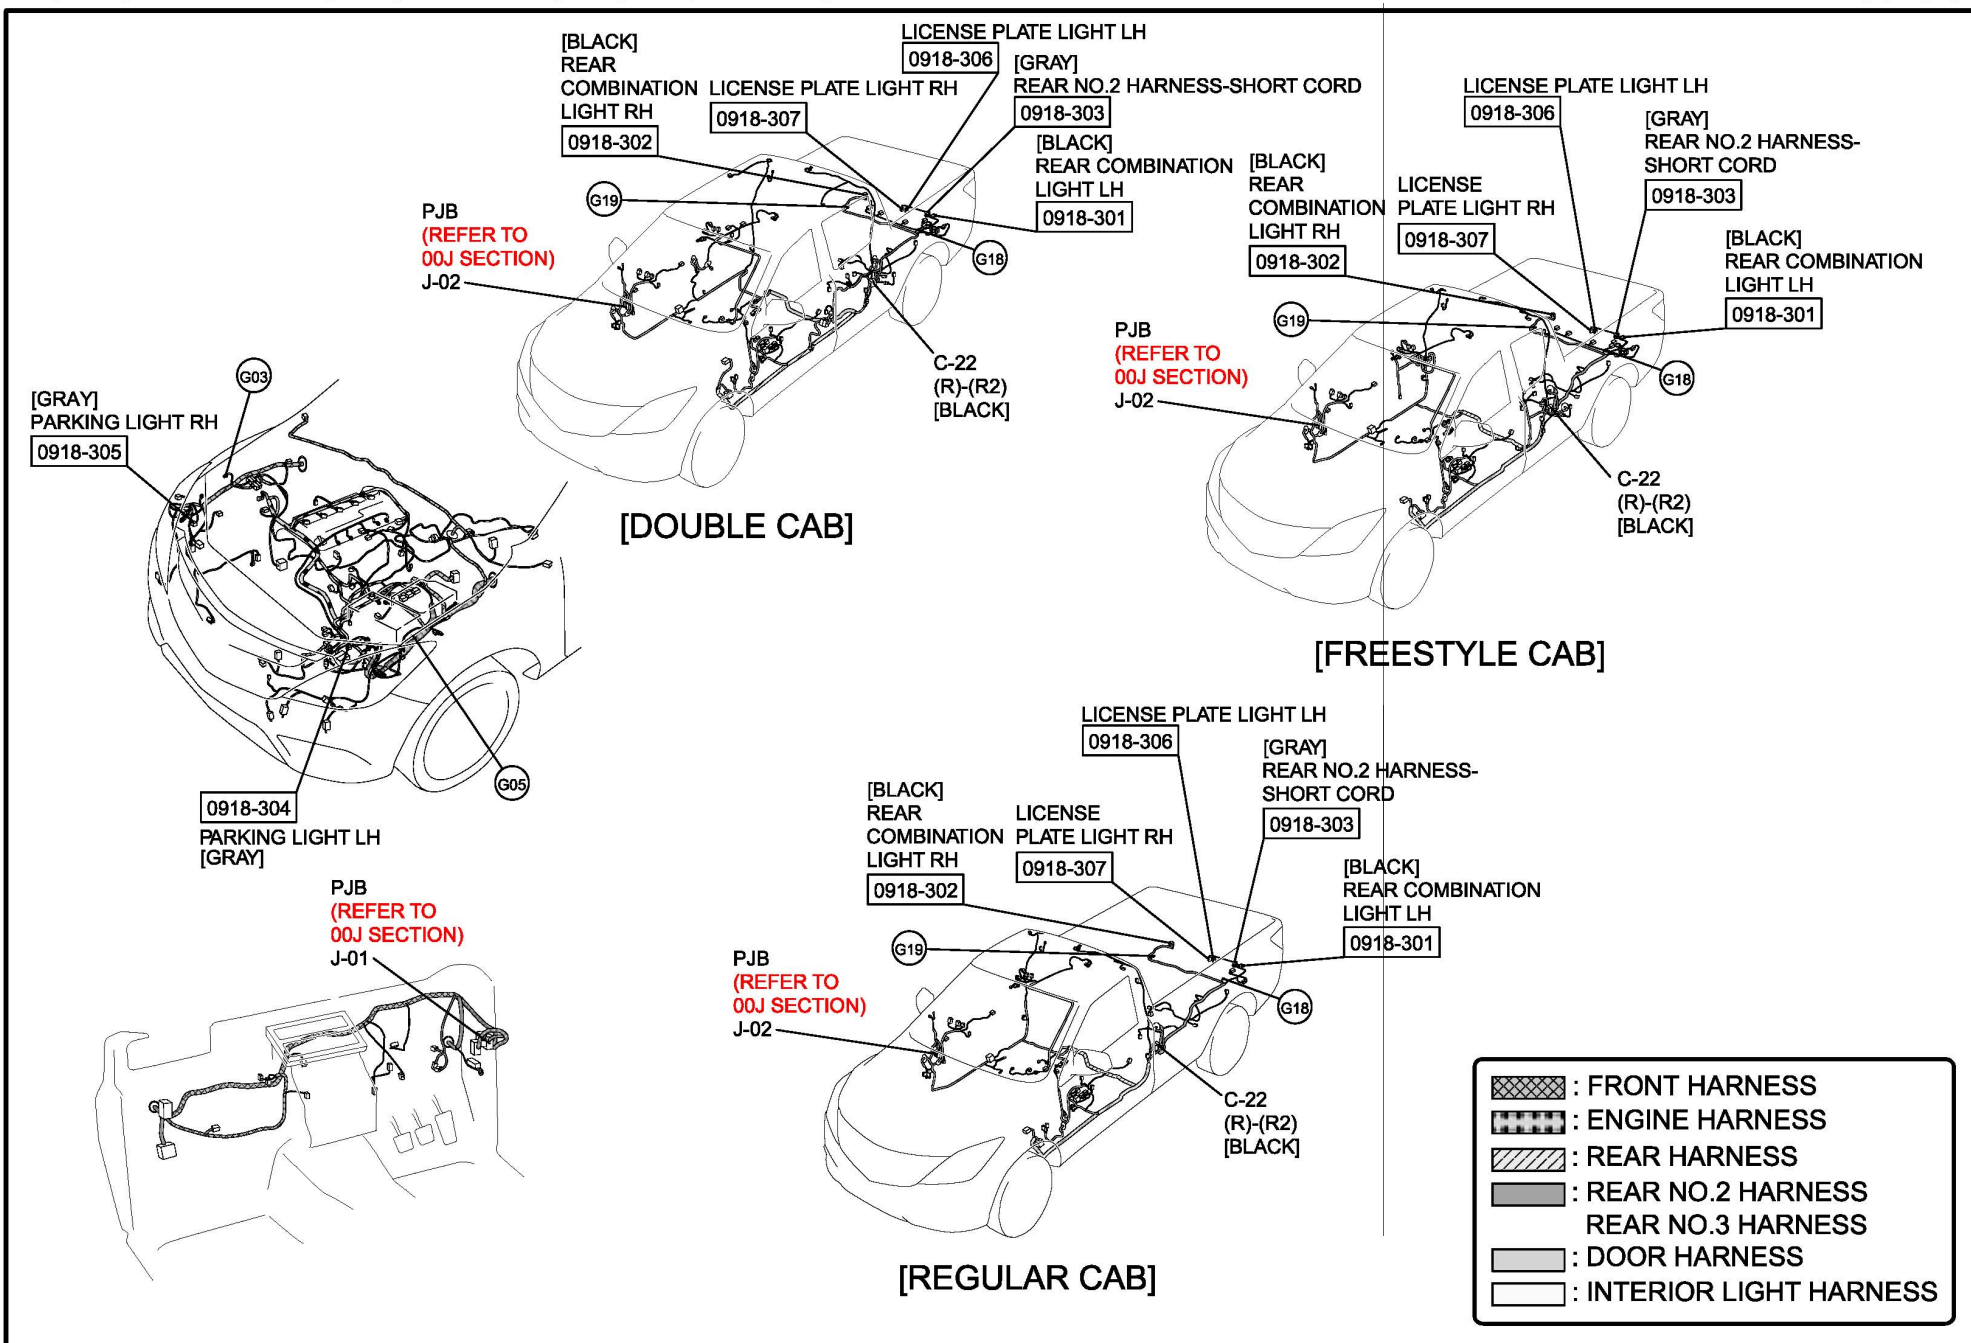 [BLACK]
REAR
COMBINATION
LIGHT RH
0918-302
LICENSE PLATE LIGHT RH
0918-307
LICENSE PLATE LIGHT LH
0918-306
[GRAY]
REAR NO.2 HARNESS-SHORT CORD
0918-303
[BLACK]
REAR COMBINATION
LIGHT LH
0918-301
G19
G18
PJB
(REFER TO
00J SECTION)
J-02
C-22
(R)-(R2)
[BLACK]
[DOUBLE CAB]
LICENSE PLATE LIGHT LH
0918-306
[GRAY]
REAR NO.2 HARNESS-
SHORT CORD
0918-303
[BLACK]
REAR
COMBINATION
LIGHT RH
0918-302
LICENSE
PLATE LIGHT RH
0918-307
[BLACK]
REAR COMBINATION
LIGHT LH
0918-301
G19
G18
PJB
(REFER TO
00J SECTION)
J-02
C-22
(R)-(R2)
[BLACK]
[FREESTYLE CAB]
G03
[GRAY]
PARKING LIGHT RH
0918-305
G05
0918-304
PARKING LIGHT LH
[GRAY]
PJB
(REFER TO
00J SECTION)
J-01
LICENSE PLATE LIGHT LH
0918-306
[GRAY]
REAR NO.2 HARNESS-
SHORT CORD
0918-303
[BLACK]
REAR
COMBINATION
LIGHT RH
0918-302
LICENSE
PLATE LIGHT RH
0918-307
[BLACK]
REAR COMBINATION
LIGHT LH
0918-301
G19
G18
PJB
(REFER TO
00J SECTION)
J-02
C-22
(R)-(R2)
[BLACK]
[REGULAR CAB]
: FRONT HARNESS
: ENGINE HARNESS
: REAR HARNESS
: REAR NO.2 HARNESS
REAR NO.3 HARNESS
: DOOR HARNESS
: INTERIOR LIGHT HARNESS